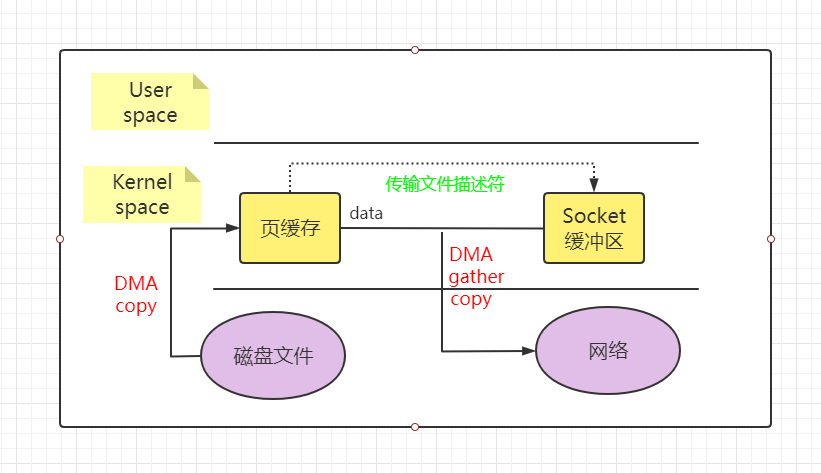 User
space
Kernel
space
传输文件描述符
页缓存
data
Socket
缓冲区
DMA
copy
DMA
gather
copy
磁盘文件
网络